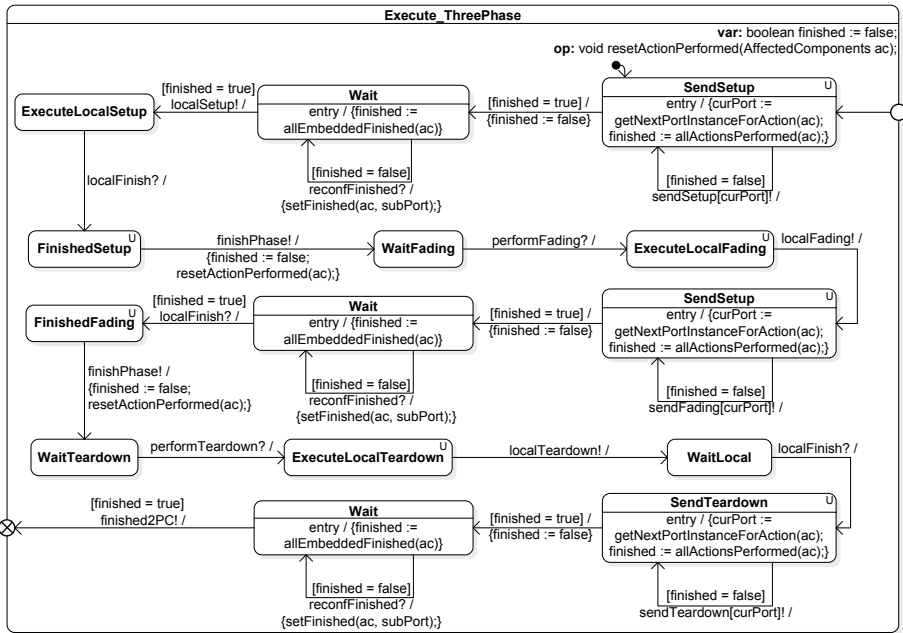 Execute_ThreePhase
var: boolean finished := false;
op: void resetActionPerformed(AffectedComponents ac);
SendSetup
U
entry / {curPort :=
getNextPortInstanceForAction(ac);
finished := allActionsPerformed(ac);}
[finished = false]
sendSetup[curPort]! /
[finished = true] /
{finished := false}
Wait
entry / {finished :=
allEmbeddedFinished(ac)}
[finished = false]
reconfFinished? /
{setFinished(ac, subPort);}
[finished = true]
localSetup! /
ExecuteLocalSetup
localFinish? /
FinishedSetup
U
finishPhase! /
{finished := false;
resetActionPerformed(ac);}
WaitFading
performFading? /
ExecuteLocalFading
U
localFading! /
SendSetup
U
entry / {curPort :=
getNextPortInstanceForAction(ac);
finished := allActionsPerformed(ac);}
[finished = false]
sendFading[curPort]! /
[finished = true] /
{finished := false}
Wait
entry / {finished :=
allEmbeddedFinished(ac)}
[finished = false]
reconfFinished? /
{setFinished(ac, subPort);}
[finished = true]
localFinish? /
FinishedFading
U
finishPhase! /
{finished := false;
resetActionPerformed(ac);}
WaitTeardown
performTeardown? /
ExecuteLocalTeardown
U
localTeardown! /
WaitLocal
localFinish? /
SendTeardown
U
entry / {curPort :=
getNextPortInstanceForAction(ac);
finished := allActionsPerformed(ac);}
[finished = false]
sendTeardown[curPort]! /
[finished = true] /
{finished := false}
Wait
entry / {finished :=
allEmbeddedFinished(ac)}
[finished = false]
reconfFinished? /
{setFinished(ac, subPort);}
[finished = true]
finished2PC! /